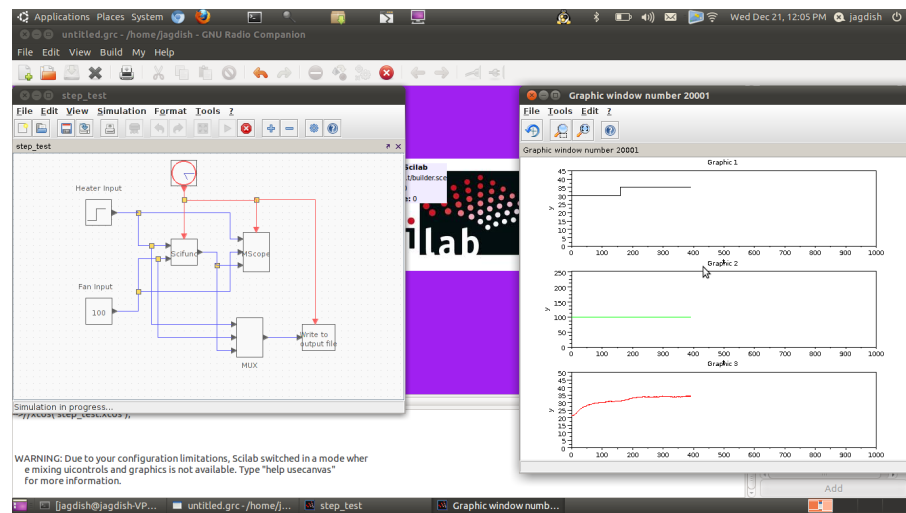 Applications Places System Wed Dec 21, 12:05 PM jagdish
untitled.grc - /home/jagdish - GNU Radio Companion
File Edit View Build My Help
step_test
File Edit View Simulation Format Tools ?
step_test
Heater Input
Scifunc
MScope
Fan Input
100
MUX
Write to
output file
Simulation in progress...
Scilab
t/builder.sce
: 0
ilab
Graphic window number 20001
File Tools Edit ?
Graphic window number 20001
Graphic 1
y
45
40
35
30
25
20
15
10
5
0
0 100 200 300 400 500 600 700 800 900 1000
Graphic 2
y
250
200
150
100
50
0
0 100 200 300 400 500 600 700 800 900 1000
Graphic 3
y
50
45
40
35
30
25
20
15
10
5
0
0 100 200 300 400 500 600 700 800 900 1000
-->//xcos("step_test.xcos");
WARNING: Due to your configuration limitations, Scilab switched in a mode wher
e mixing uicontrols and graphics is not available. Type "help usecanvas"
for more information.
Add
[jagdish@jagdish-VP... untitled.grc - /home/j... step_test Graphic window numb...